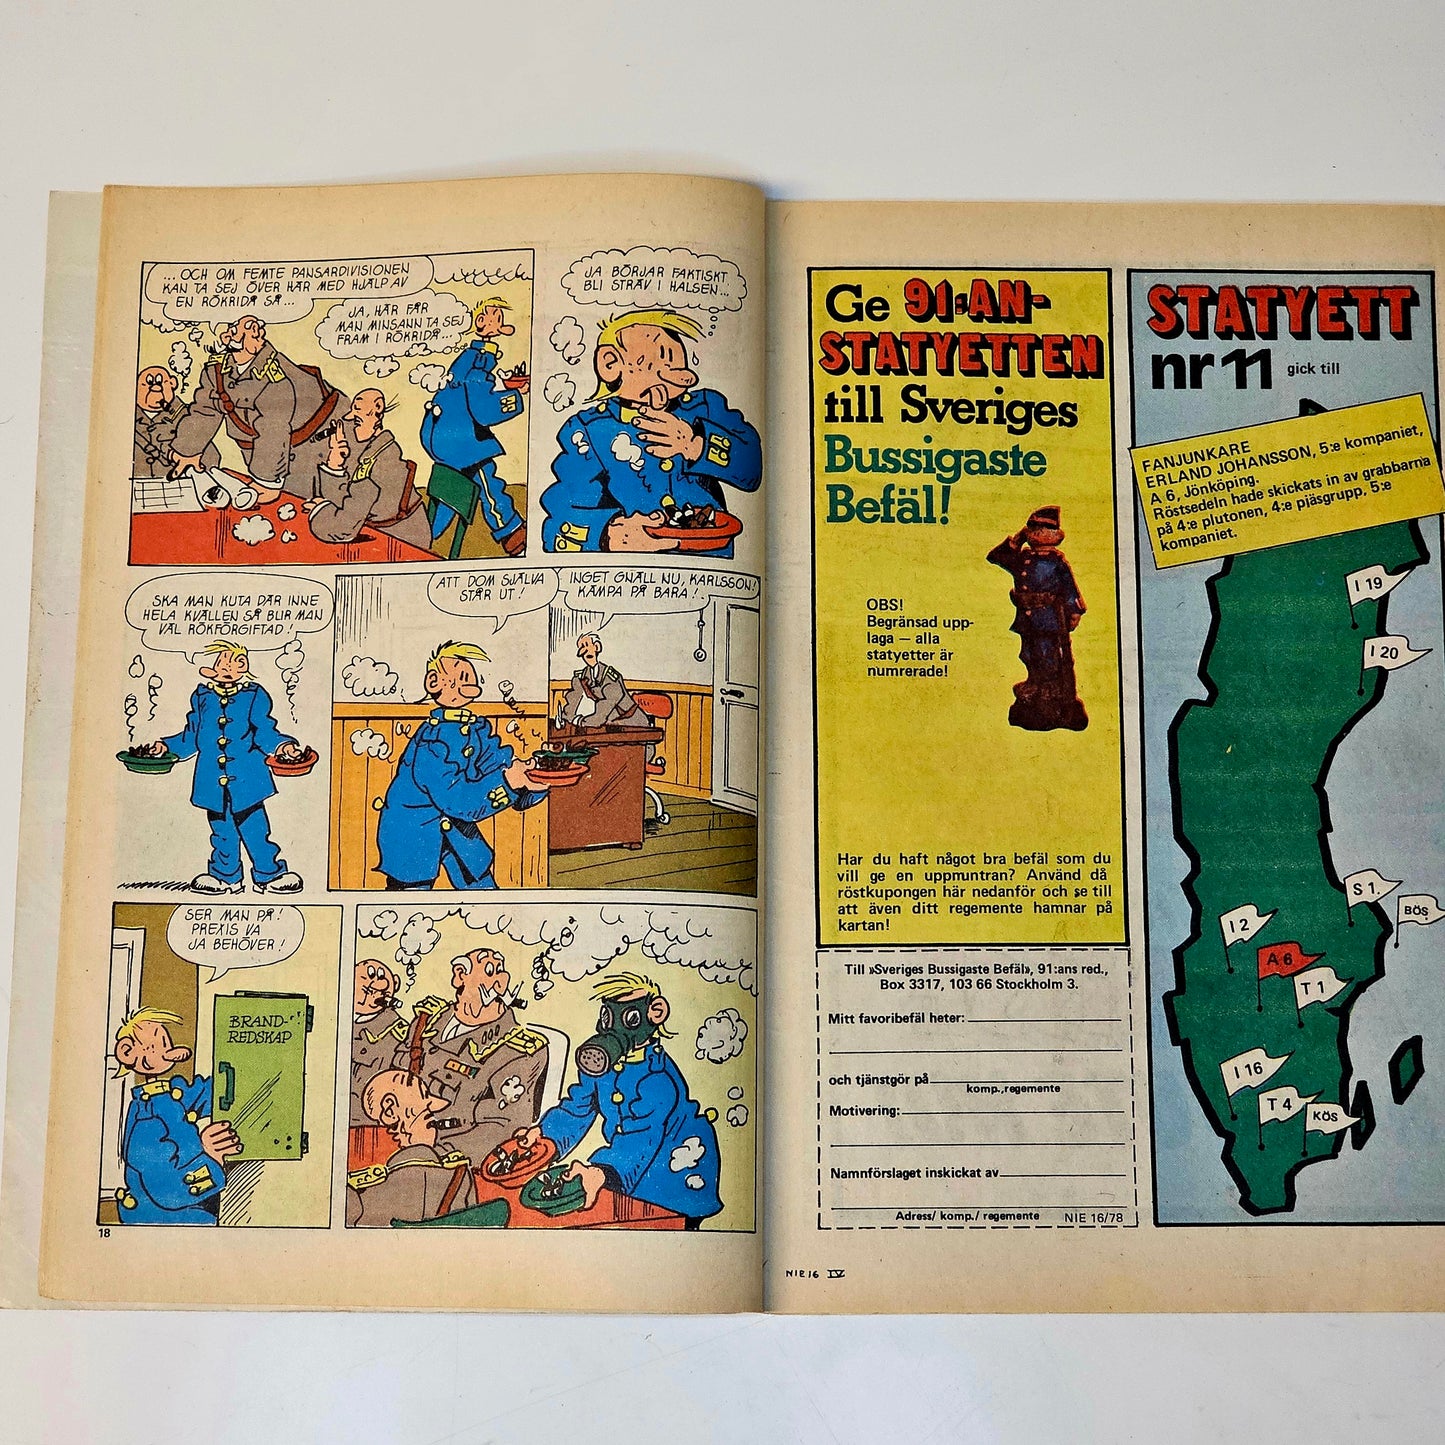 ...OCH OM FEMTE PANSARDIVISIONEN
KAN TA SEJ ÖVER HÄR MED HJÄLP AV
EN RÖKRIDÅ SÅ...
JA, HÄR FÅR
MAN MINSANN TA SEJ
FRAM I RÖKRIDÅ...
JA BÖRJAR FAKTISKT
BLI STRÄV I HALSEN...
SKA MAN KUTA DÄR INNE
HELA KVÄLLEN SÅ BLIR MAN
VÄL RÖKFÖRGIFTAD!
ATT DOM SJÄLVA
STÅR UT!
INGET GNÄLL NU, KARLSSON!
KÄMPA PÅ BARA!
SER MAN PÅ!
PREXIS VA
JA BEHÖVER!
BRAND-
REDSKAP
18
Ge 91:AN-
STATYETTEN
till Sveriges
Bussigaste
Befäl!
OBS!
Begränsad upp-
laga — alla
statyetter är
numrerade!
Har du haft något bra befäl som du
vill ge en uppmuntran? Använd då
röstkupongen här nedanför och se till
att även ditt regemente hamnar på
kartan!
Till »Sveriges Bussigaste Befäl», 91:ans red.,
Box 3317, 103 66 Stockholm 3.
Mitt favoribefäl heter:
och tjänstgör på
komp.,regemente
Motivering:
Namnförslaget inskickat av
Adress/ komp./ regemente
NIE 16/78
NIE16 IV
STATYETT
nr 11 gick till
FANJUNKARE
ERLAND JOHANSSON, 5:e kompaniet,
A 6, Jönköping.
Röstsedeln hade skickats in av grabbarna
på 4:e plutonen, 4:e pjäsgrupp, 5:e
kompaniet.
I 19
I 20
S 1.
BÖS
I 2
A 6
T 1
I 16
T 4
KÖS